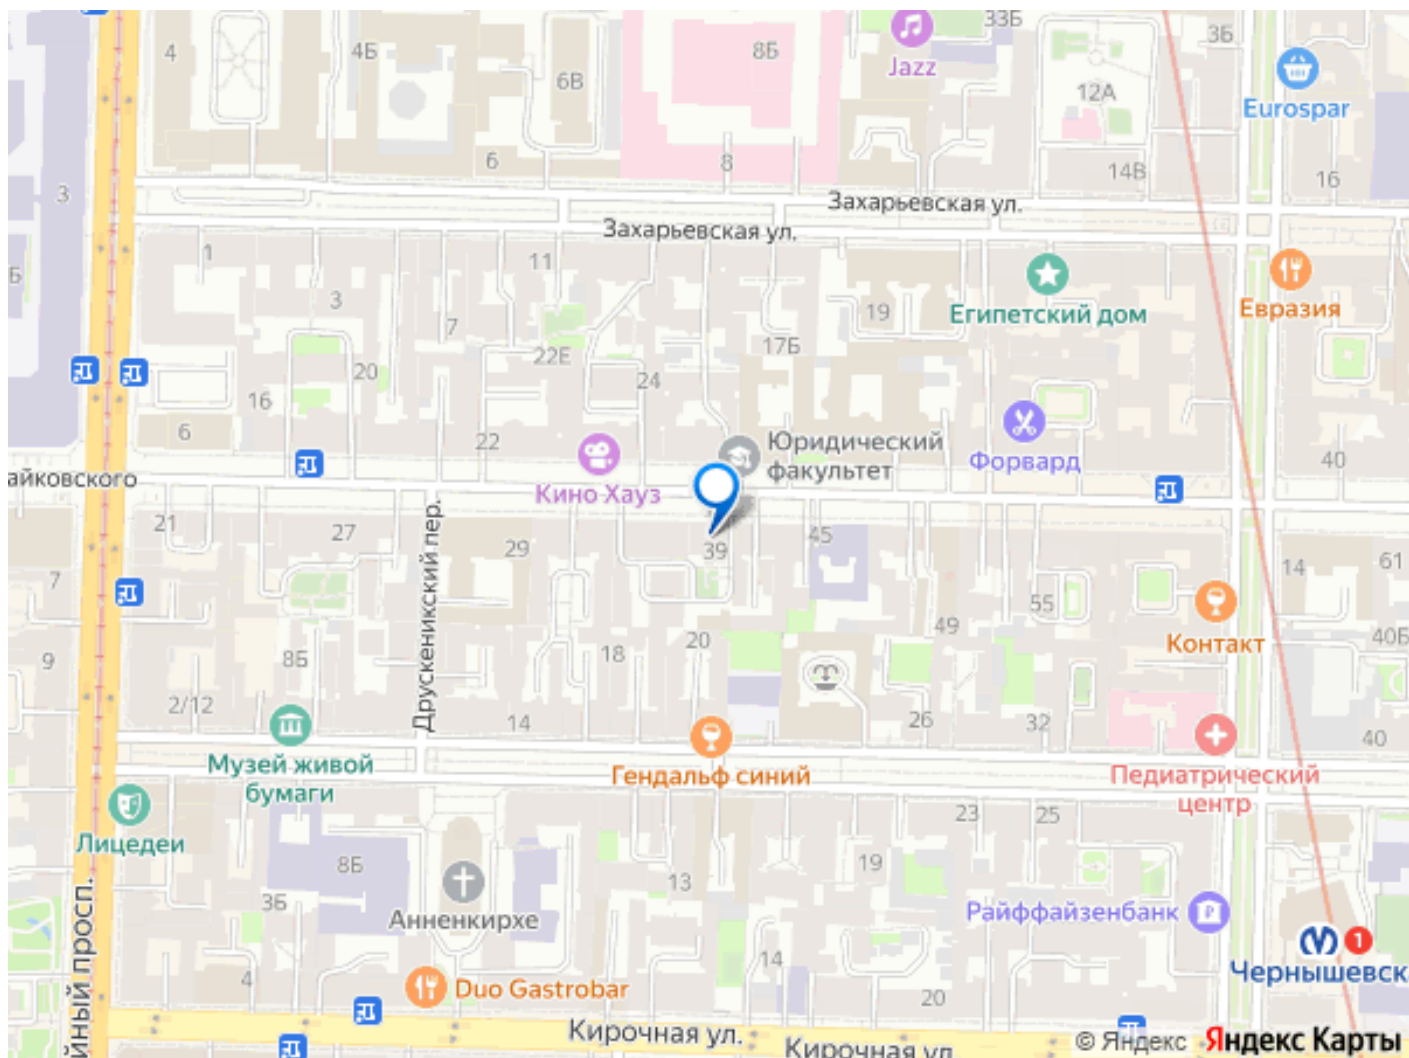 4
4Б
6В
8Б
Jazz
33Б
3Б
12А
Eurospar
6
8
14В
16
3
Захарьевская ул.
Захарьевская ул.
1
11
Б
3
7
19
Египетский дом
Евразия
22Е
17Б
20
24
16
6
22
Юридический
факультет
Форвард
40
айковского
Кино Хауз
21
27
Друскеникский пер.
29
39
45
7
14
61
55
49
Контакт
40Б
9
8Б
18
20
2/12
14
26
32
40
Музей живой
бумаги
Гендальф синий
Педиатрический
центр
Лицедеи
23
25
8Б
19
13
3Б
Анненкирхе
Райффайзенбанк
1
Чернышевск
йный просп.
4
14
Duo Gastrobar
20
Кирочная ул.
Кирочная ул
© Яндекс Яндекс Карты